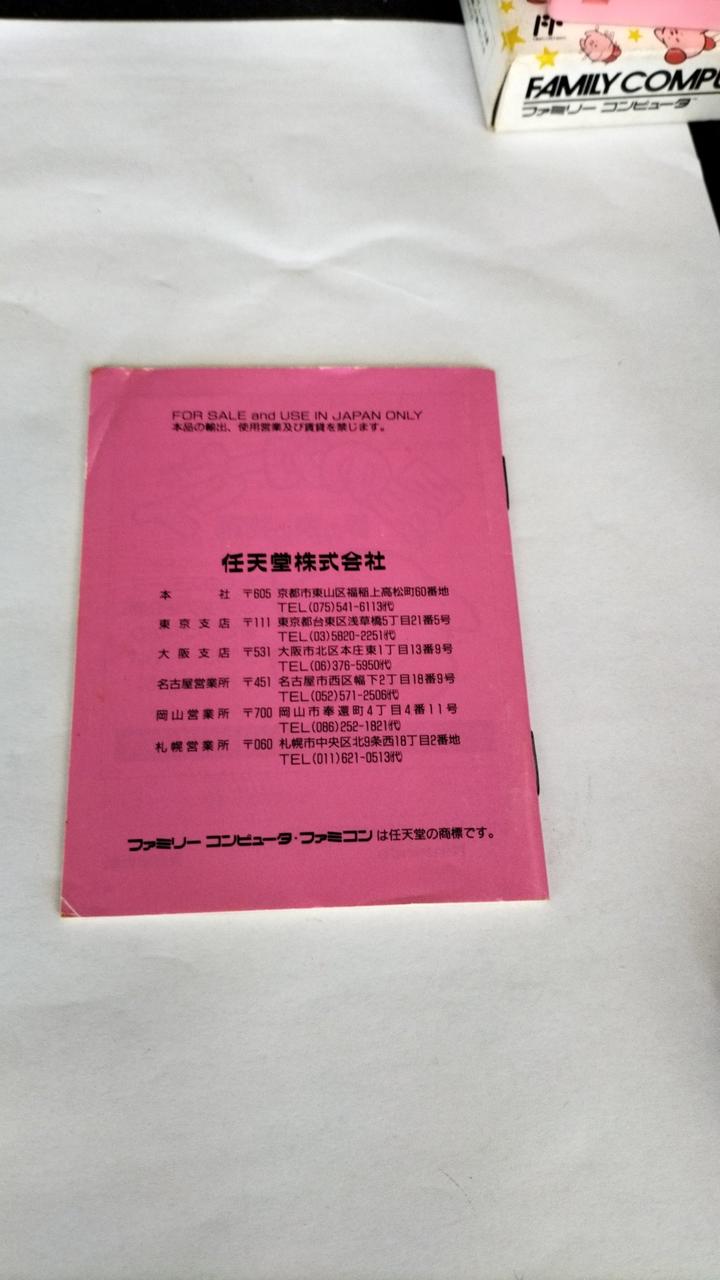 FAMILY COMPU
ファミリー コンピュータ
FOR SALE and USE IN JAPAN ONLY
本品の輸出、使用営業及び賃貸を禁じます。
任天堂株式会社
本社 〒605 京都市東山区福稲上高松町60番地
TEL(075)541-6113代
東京支店 〒111 東京都台東区浅草橋5丁目21番5号
TEL(03)5820-2251代
大阪支店 〒531 大阪市北区本庄東1丁目13番9号
TEL(06)376-5950代
名古屋営業所 〒451 名古屋市西区幅下2丁目18番9号
TEL(052)571-2506代
岡山営業所 〒700 岡山市奉還町4丁目4番11号
TEL(086)252-1821代
札幌営業所 〒060 札幌市中央区北9条西18丁目2番地
TEL(011)621-0513代
ファミリー コンピュータ・ファミコン は任天堂の商標です。